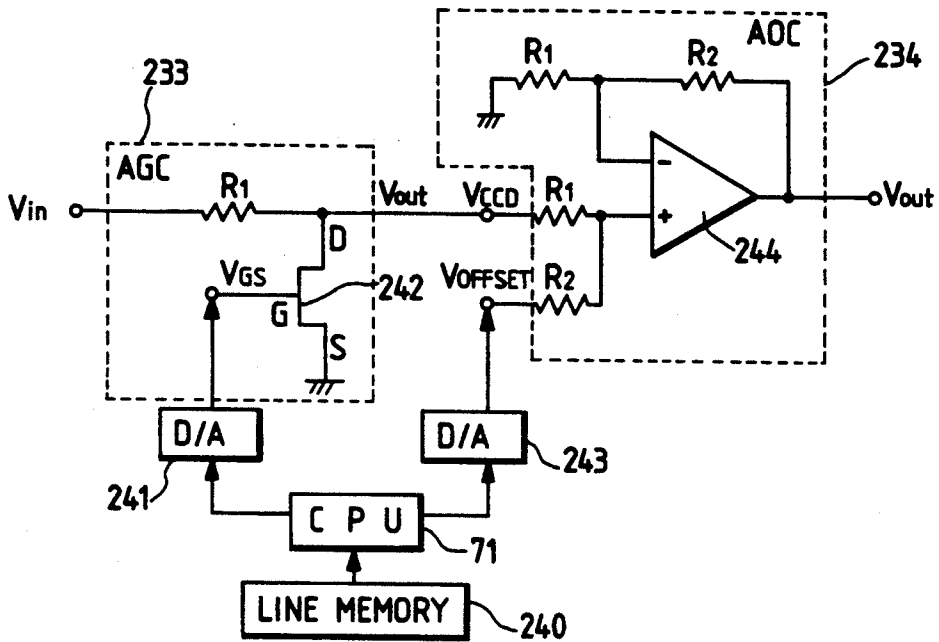 AOC
R1
R2
234
233
AGC
R1
Vin
Vout
VCCD
R1
D
+
−
244
Vout
VGS
242
VOFFSET
R2
G
S
D/A
D/A
241
243
C P U
71
LINE MEMORY
240